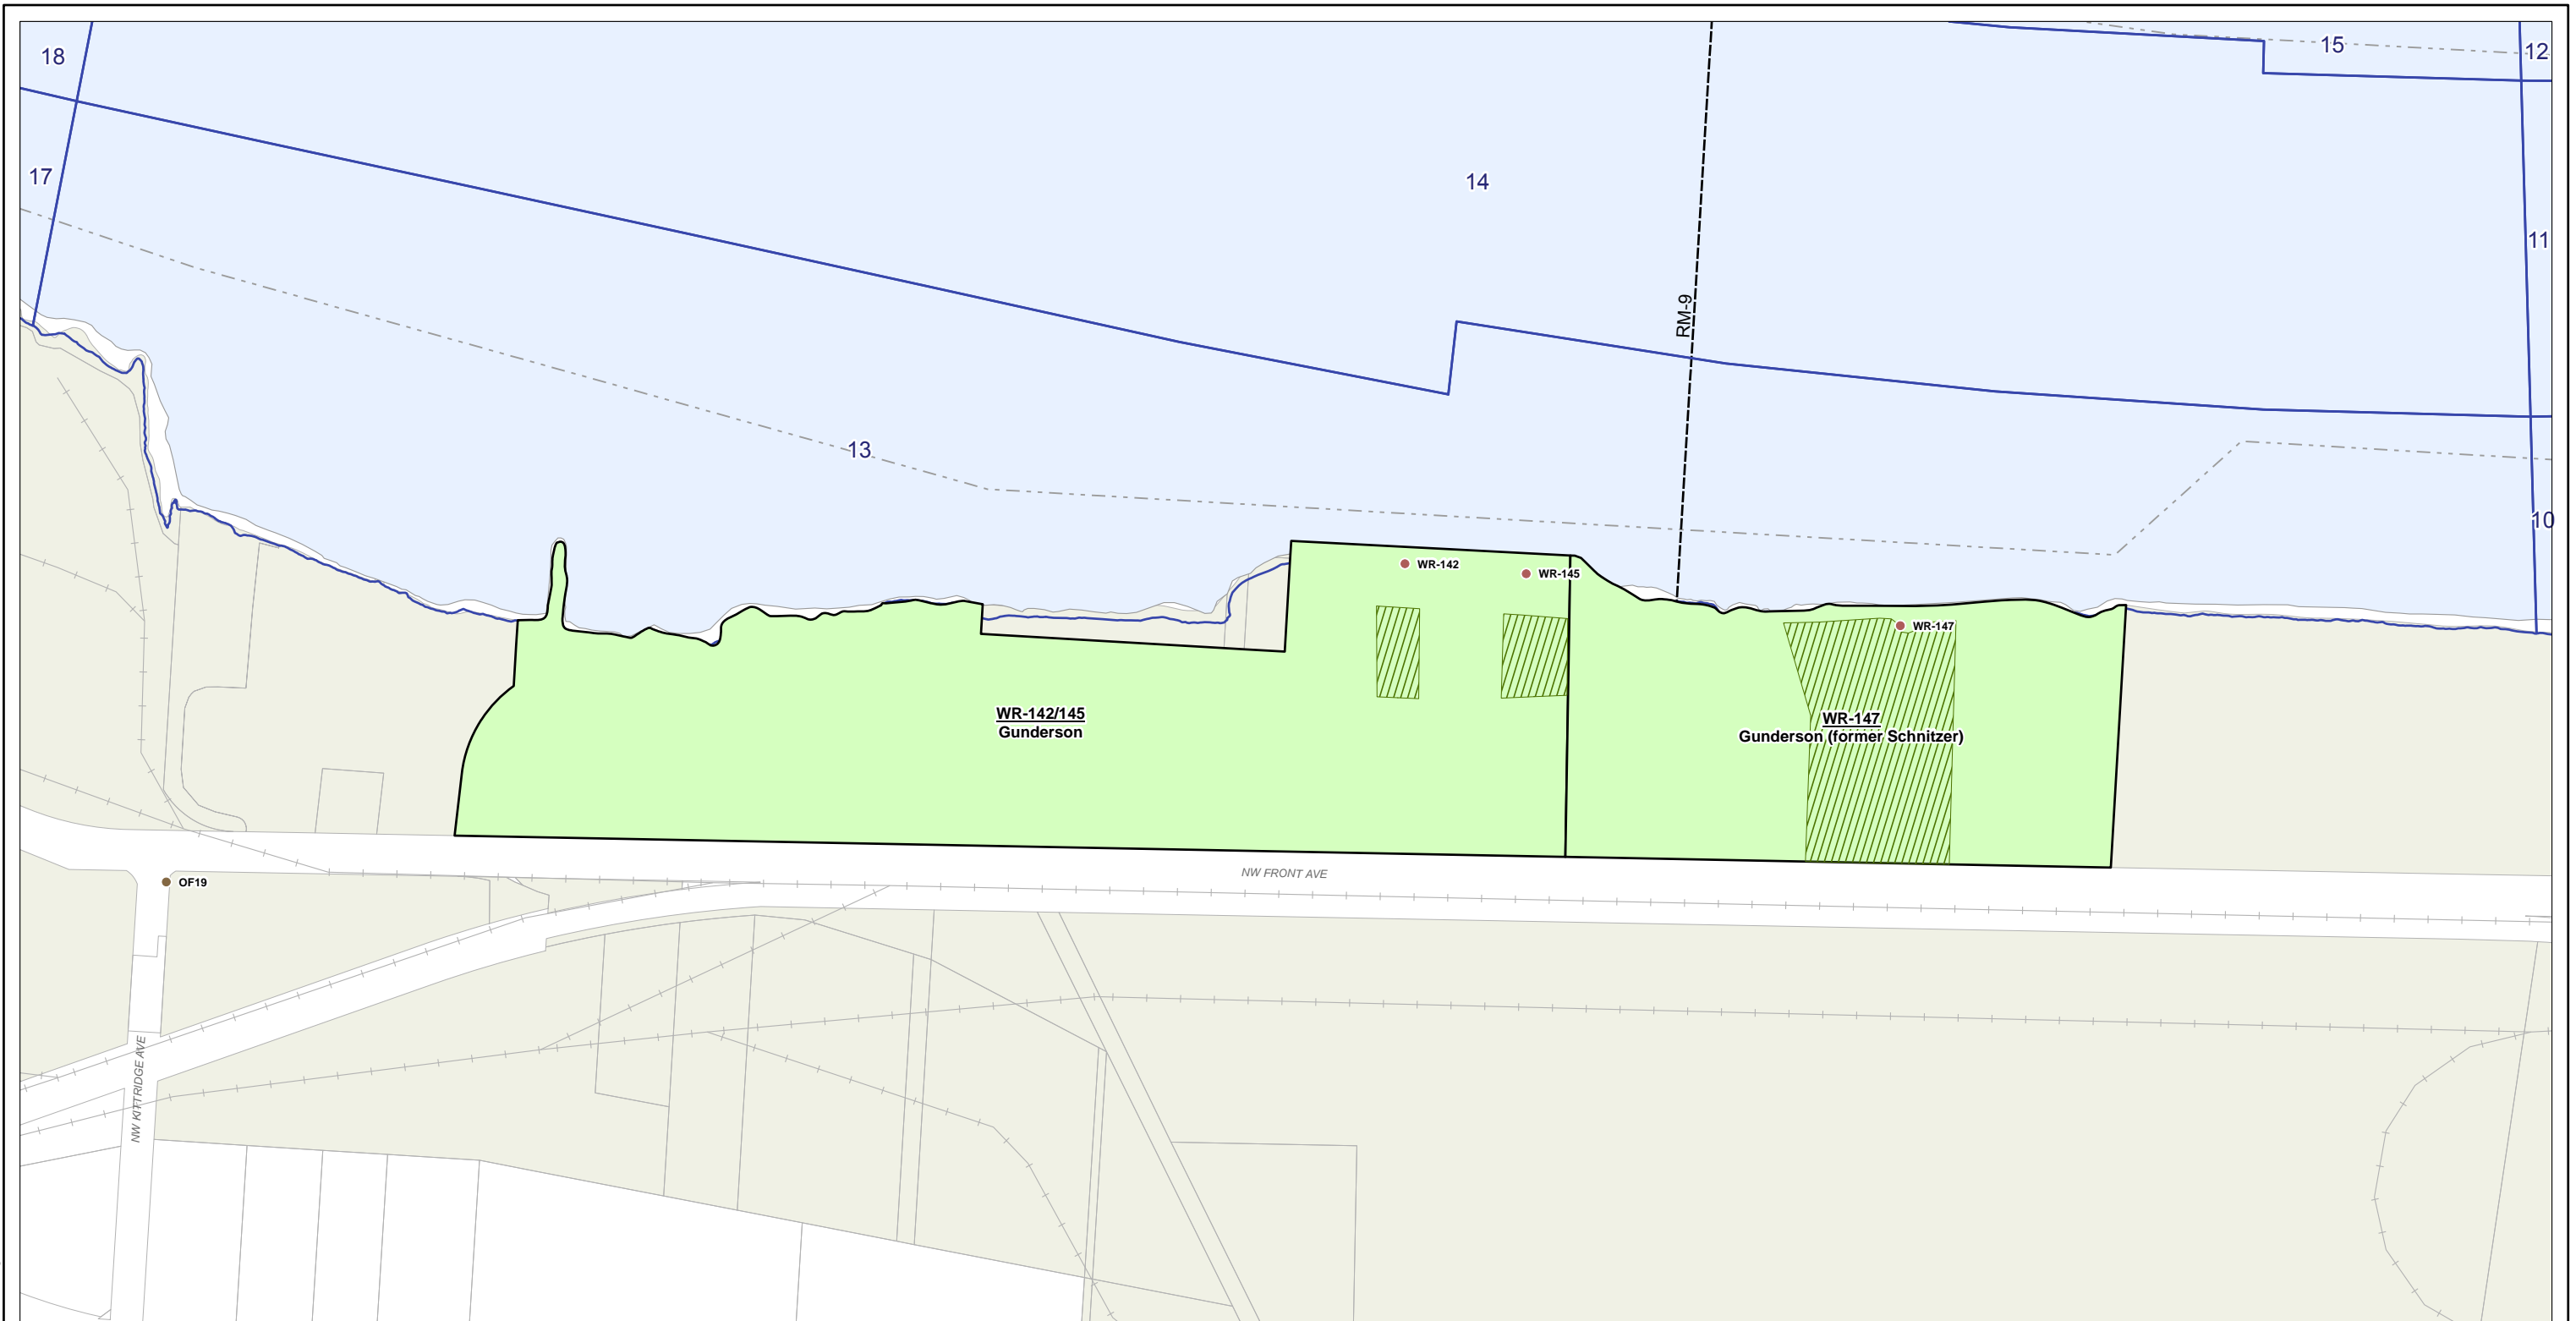 18
15
12
17
14
11
RM-9
13
10
WR-142
WR-145
WR-147
WR-142/145
Gunderson
WR-147
Gunderson (former Schnitzer)
NW FRONT AVE
OF19
NW KITTRIDGE AVE